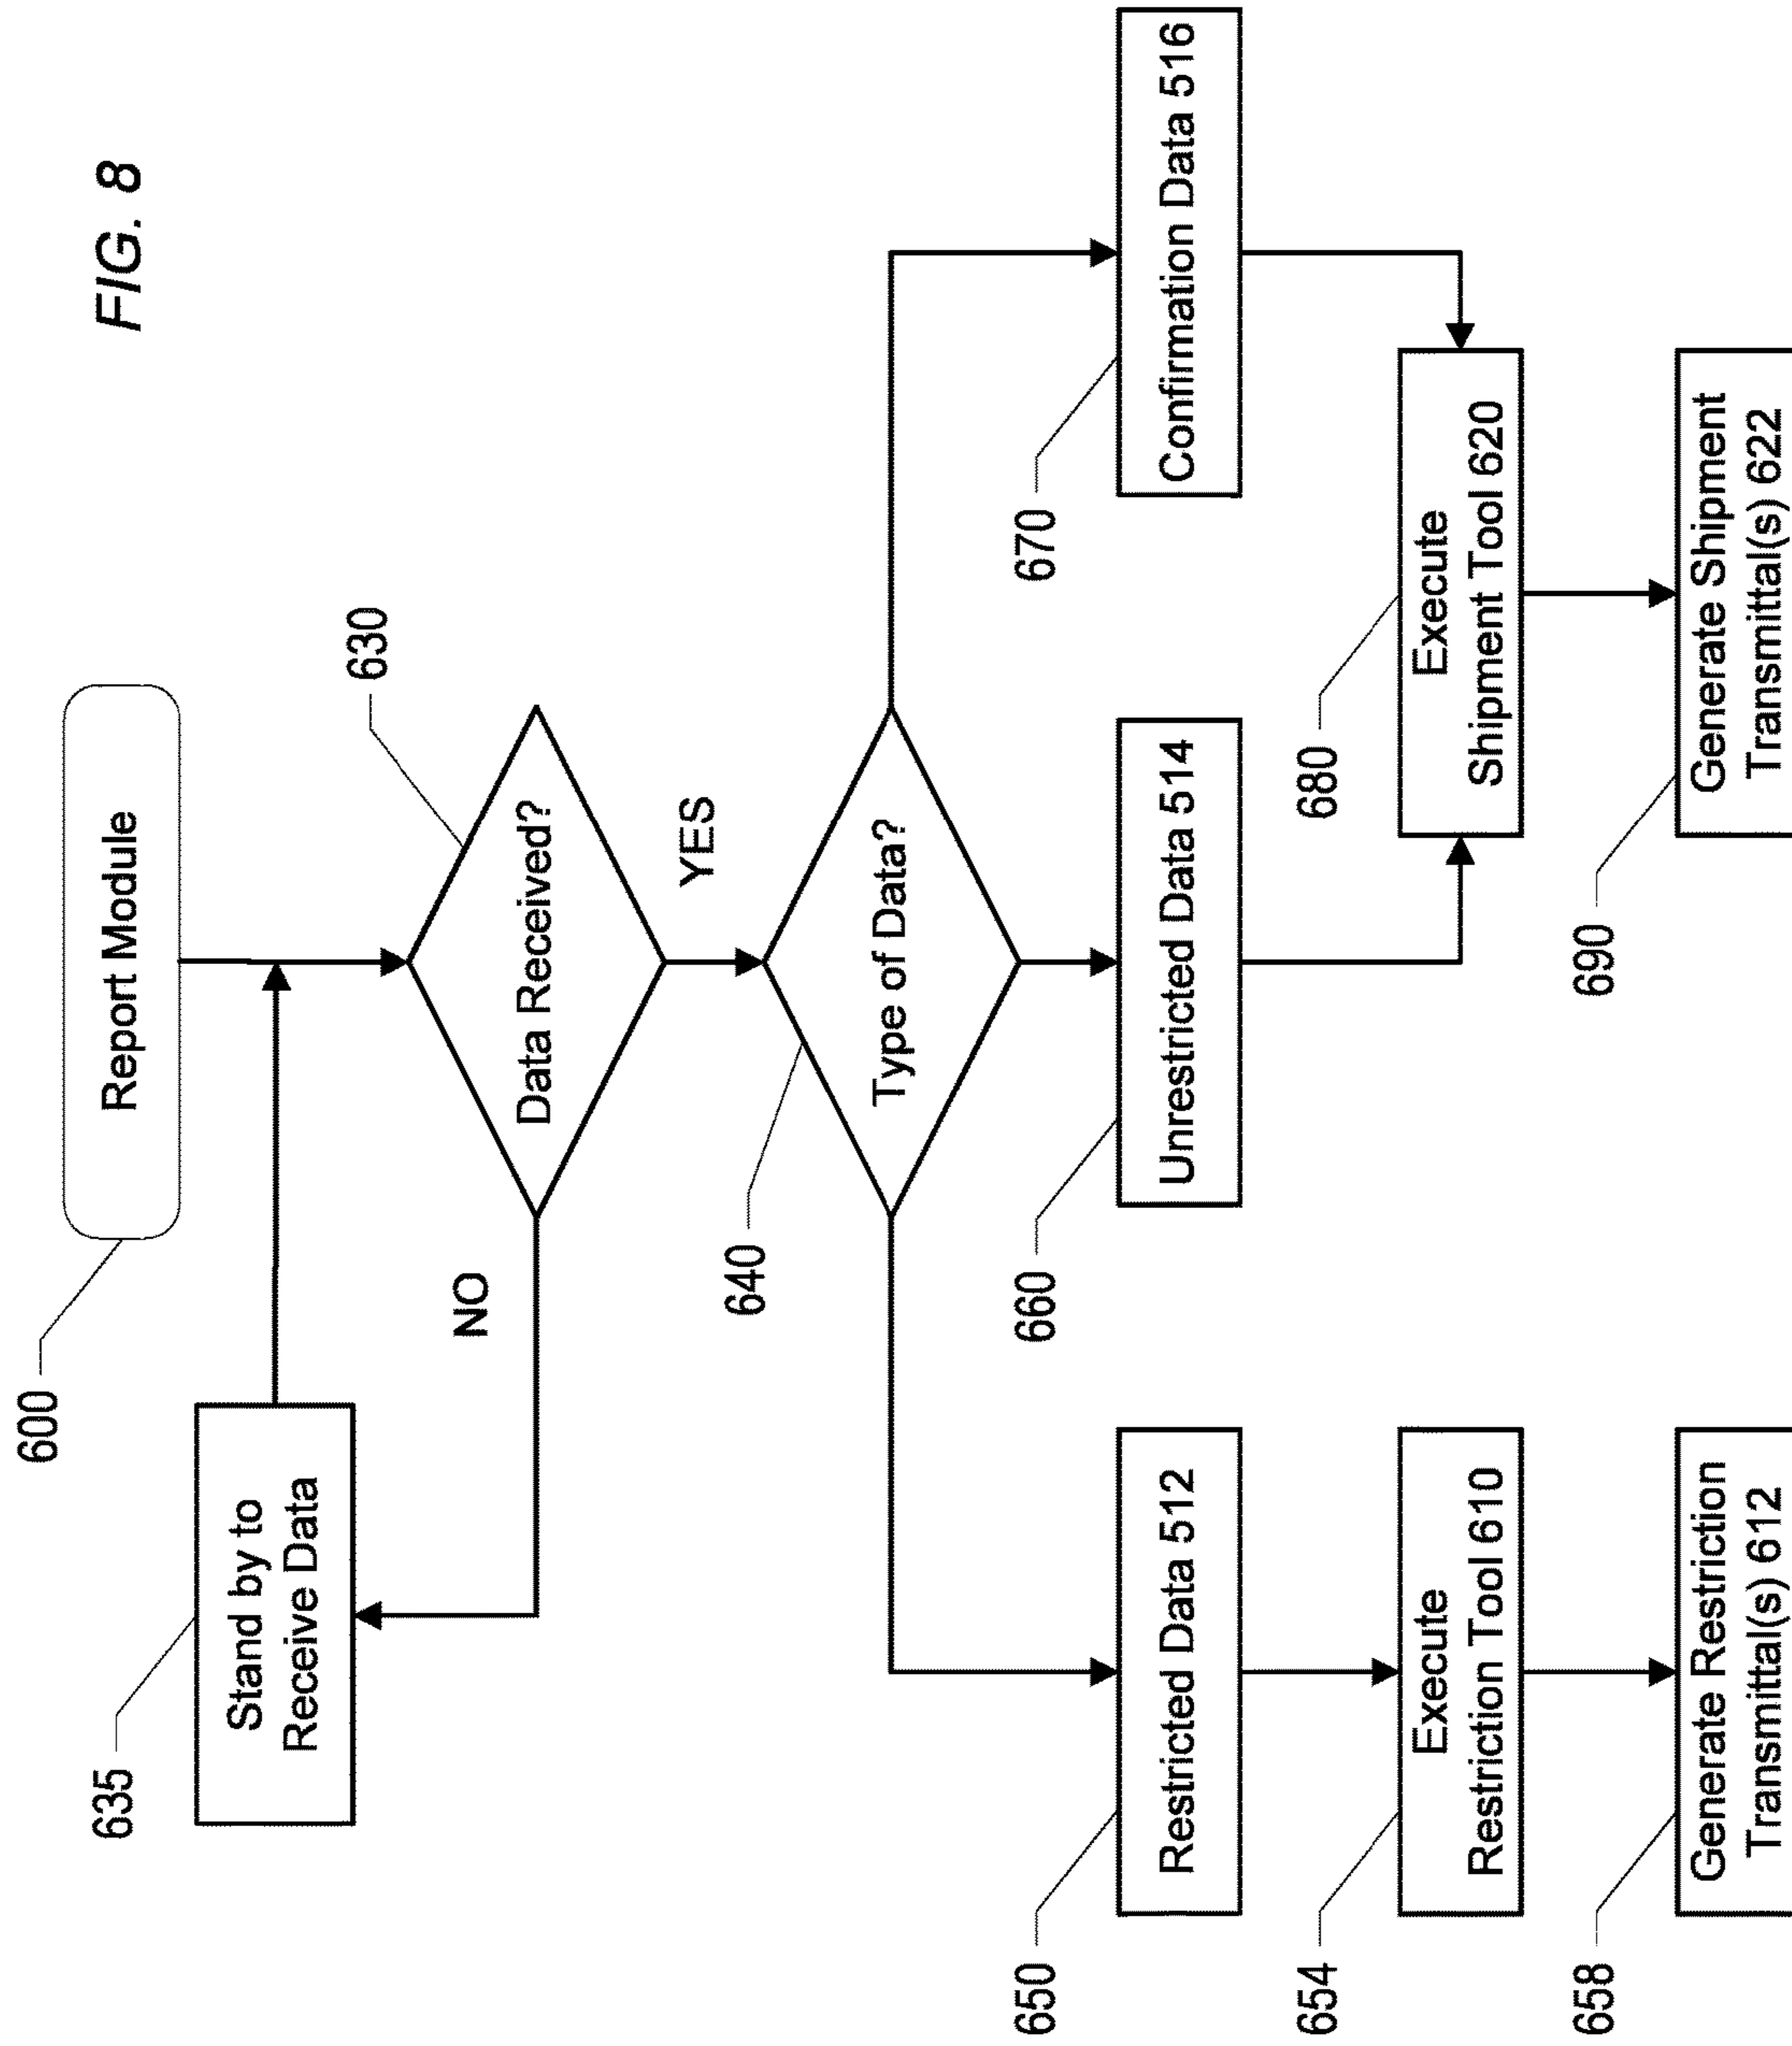 FIG. 8
600
Report Module
635
Stand by to
Receive Data
630
Data Received?
NO
YES
640
Type of Data?
650
Restricted Data 512
660
Unrestricted Data 514
670
Confirmation Data 516
654
Execute
Restriction Tool 610
680
Execute
Shipment Tool 620
658
Generate Restriction
Transmittal(s) 612
690
Generate Shipment
Transmittal(s) 622